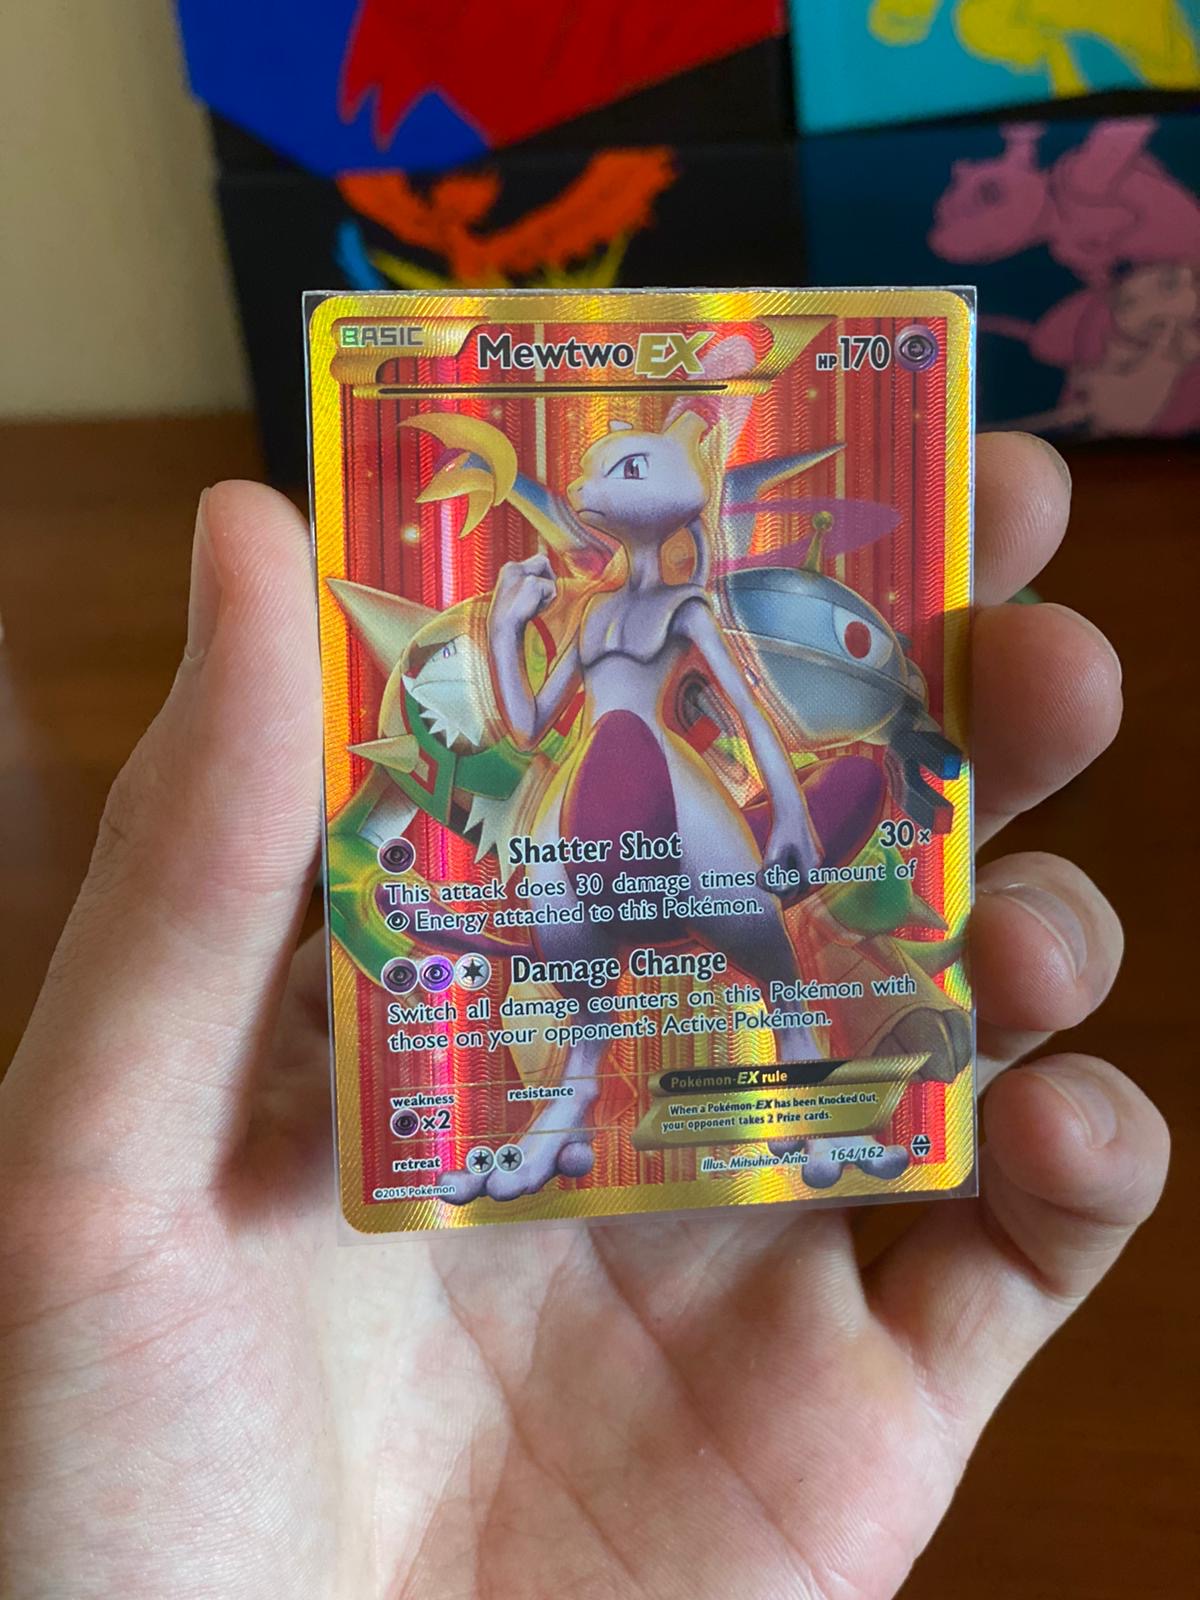 BASIC Mewtwo EX HP 170
Shatter Shot 30×
This attack does 30 damage times the amount of
Energy attached to this Pokémon.
Damage Change
Switch all damage counters on this Pokémon with
those on your opponent's Active Pokémon.
weakness resistance
×2
Pokémon-EX rule
When a Pokémon-EX has been Knocked Out,
your opponent takes 2 Prize cards.
retreat
Illus. Mitsuhiro Arita 164/162
©2015 Pokémon